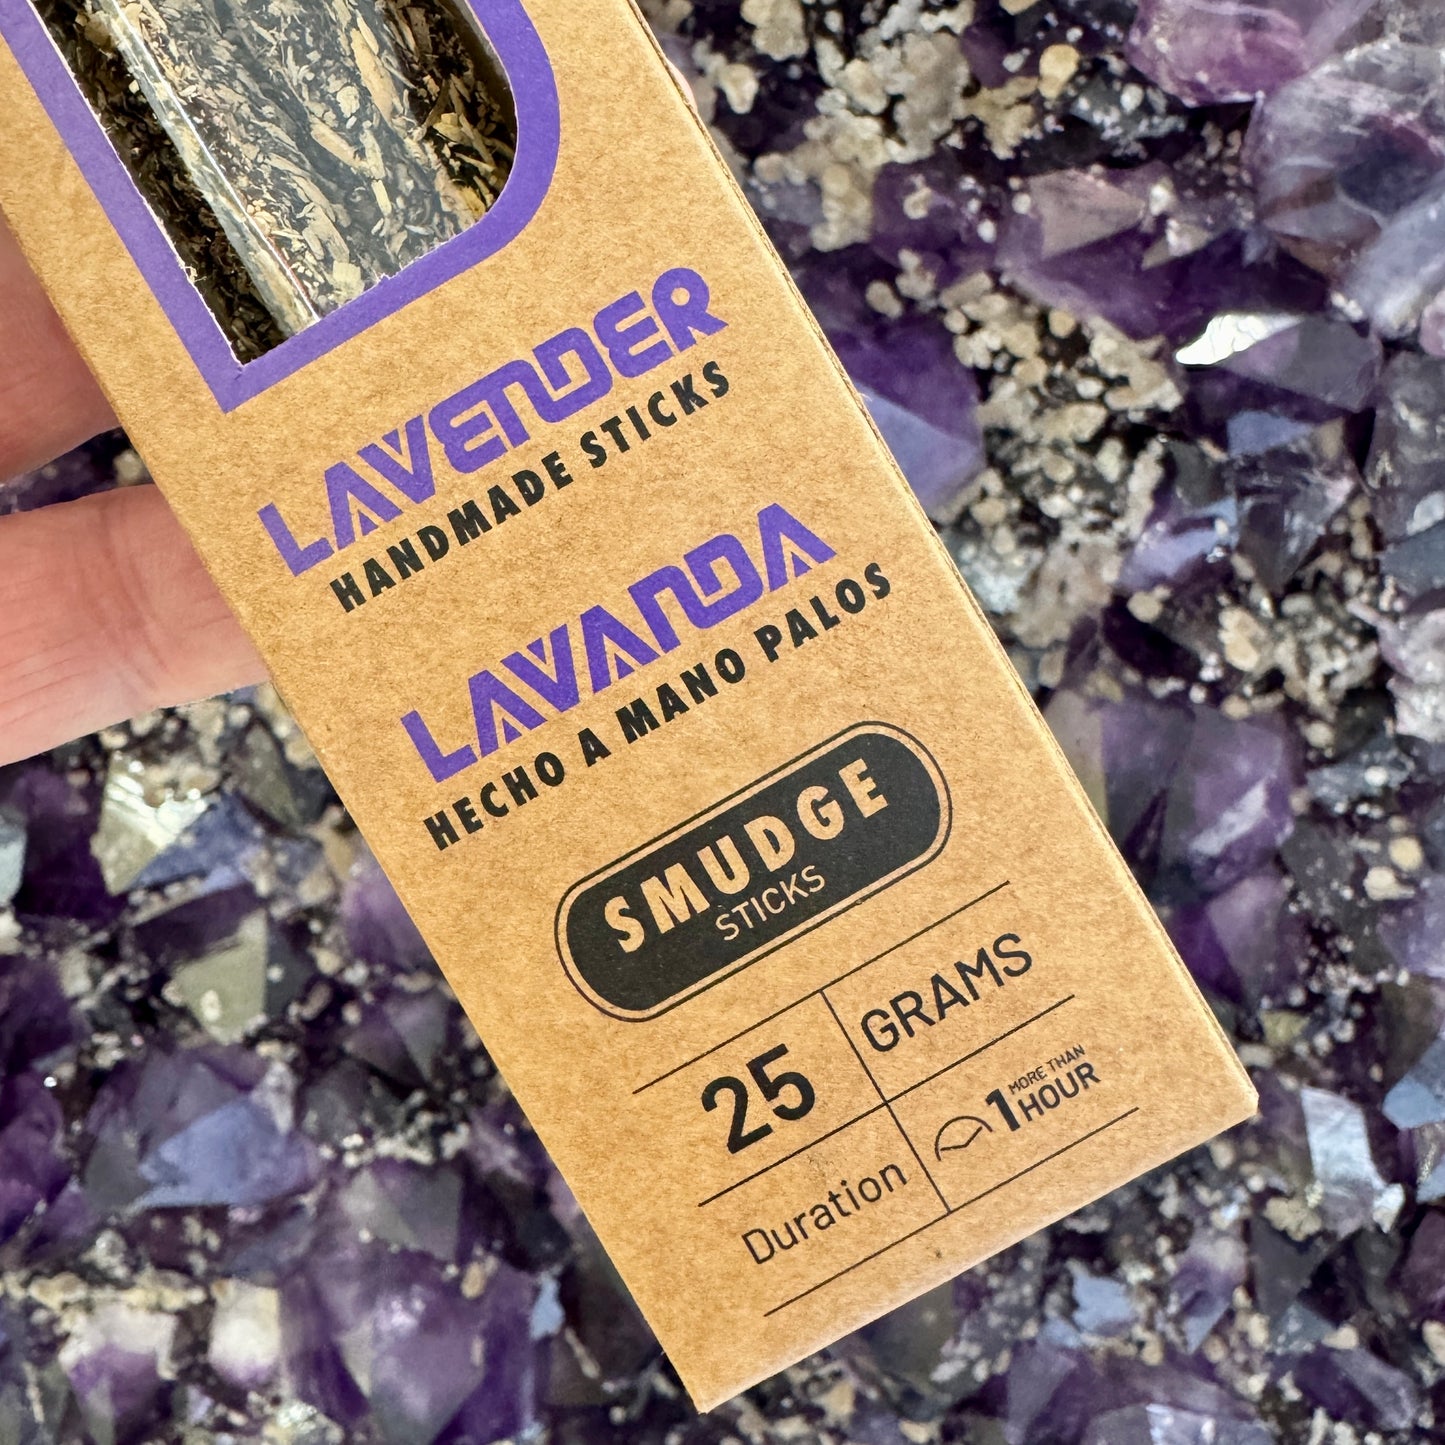 LAVENDER
HANDMADE STICKS
LAVANDA
HECHO A MANO PALOS
SMUDGE
STICKS
25 GRAMS
Duration 1 MORE THAN
HOUR